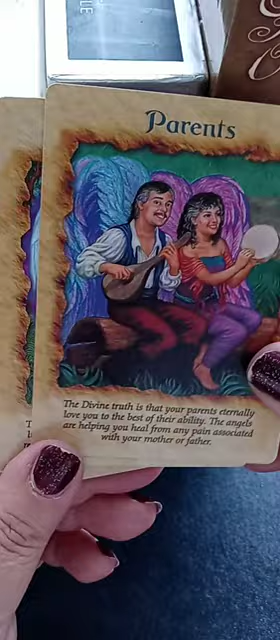 Parents
The Divine truth is that your parents eternally
love you to the best of their ability. The angels
are helping you heal from any pain associated
with your mother or father.